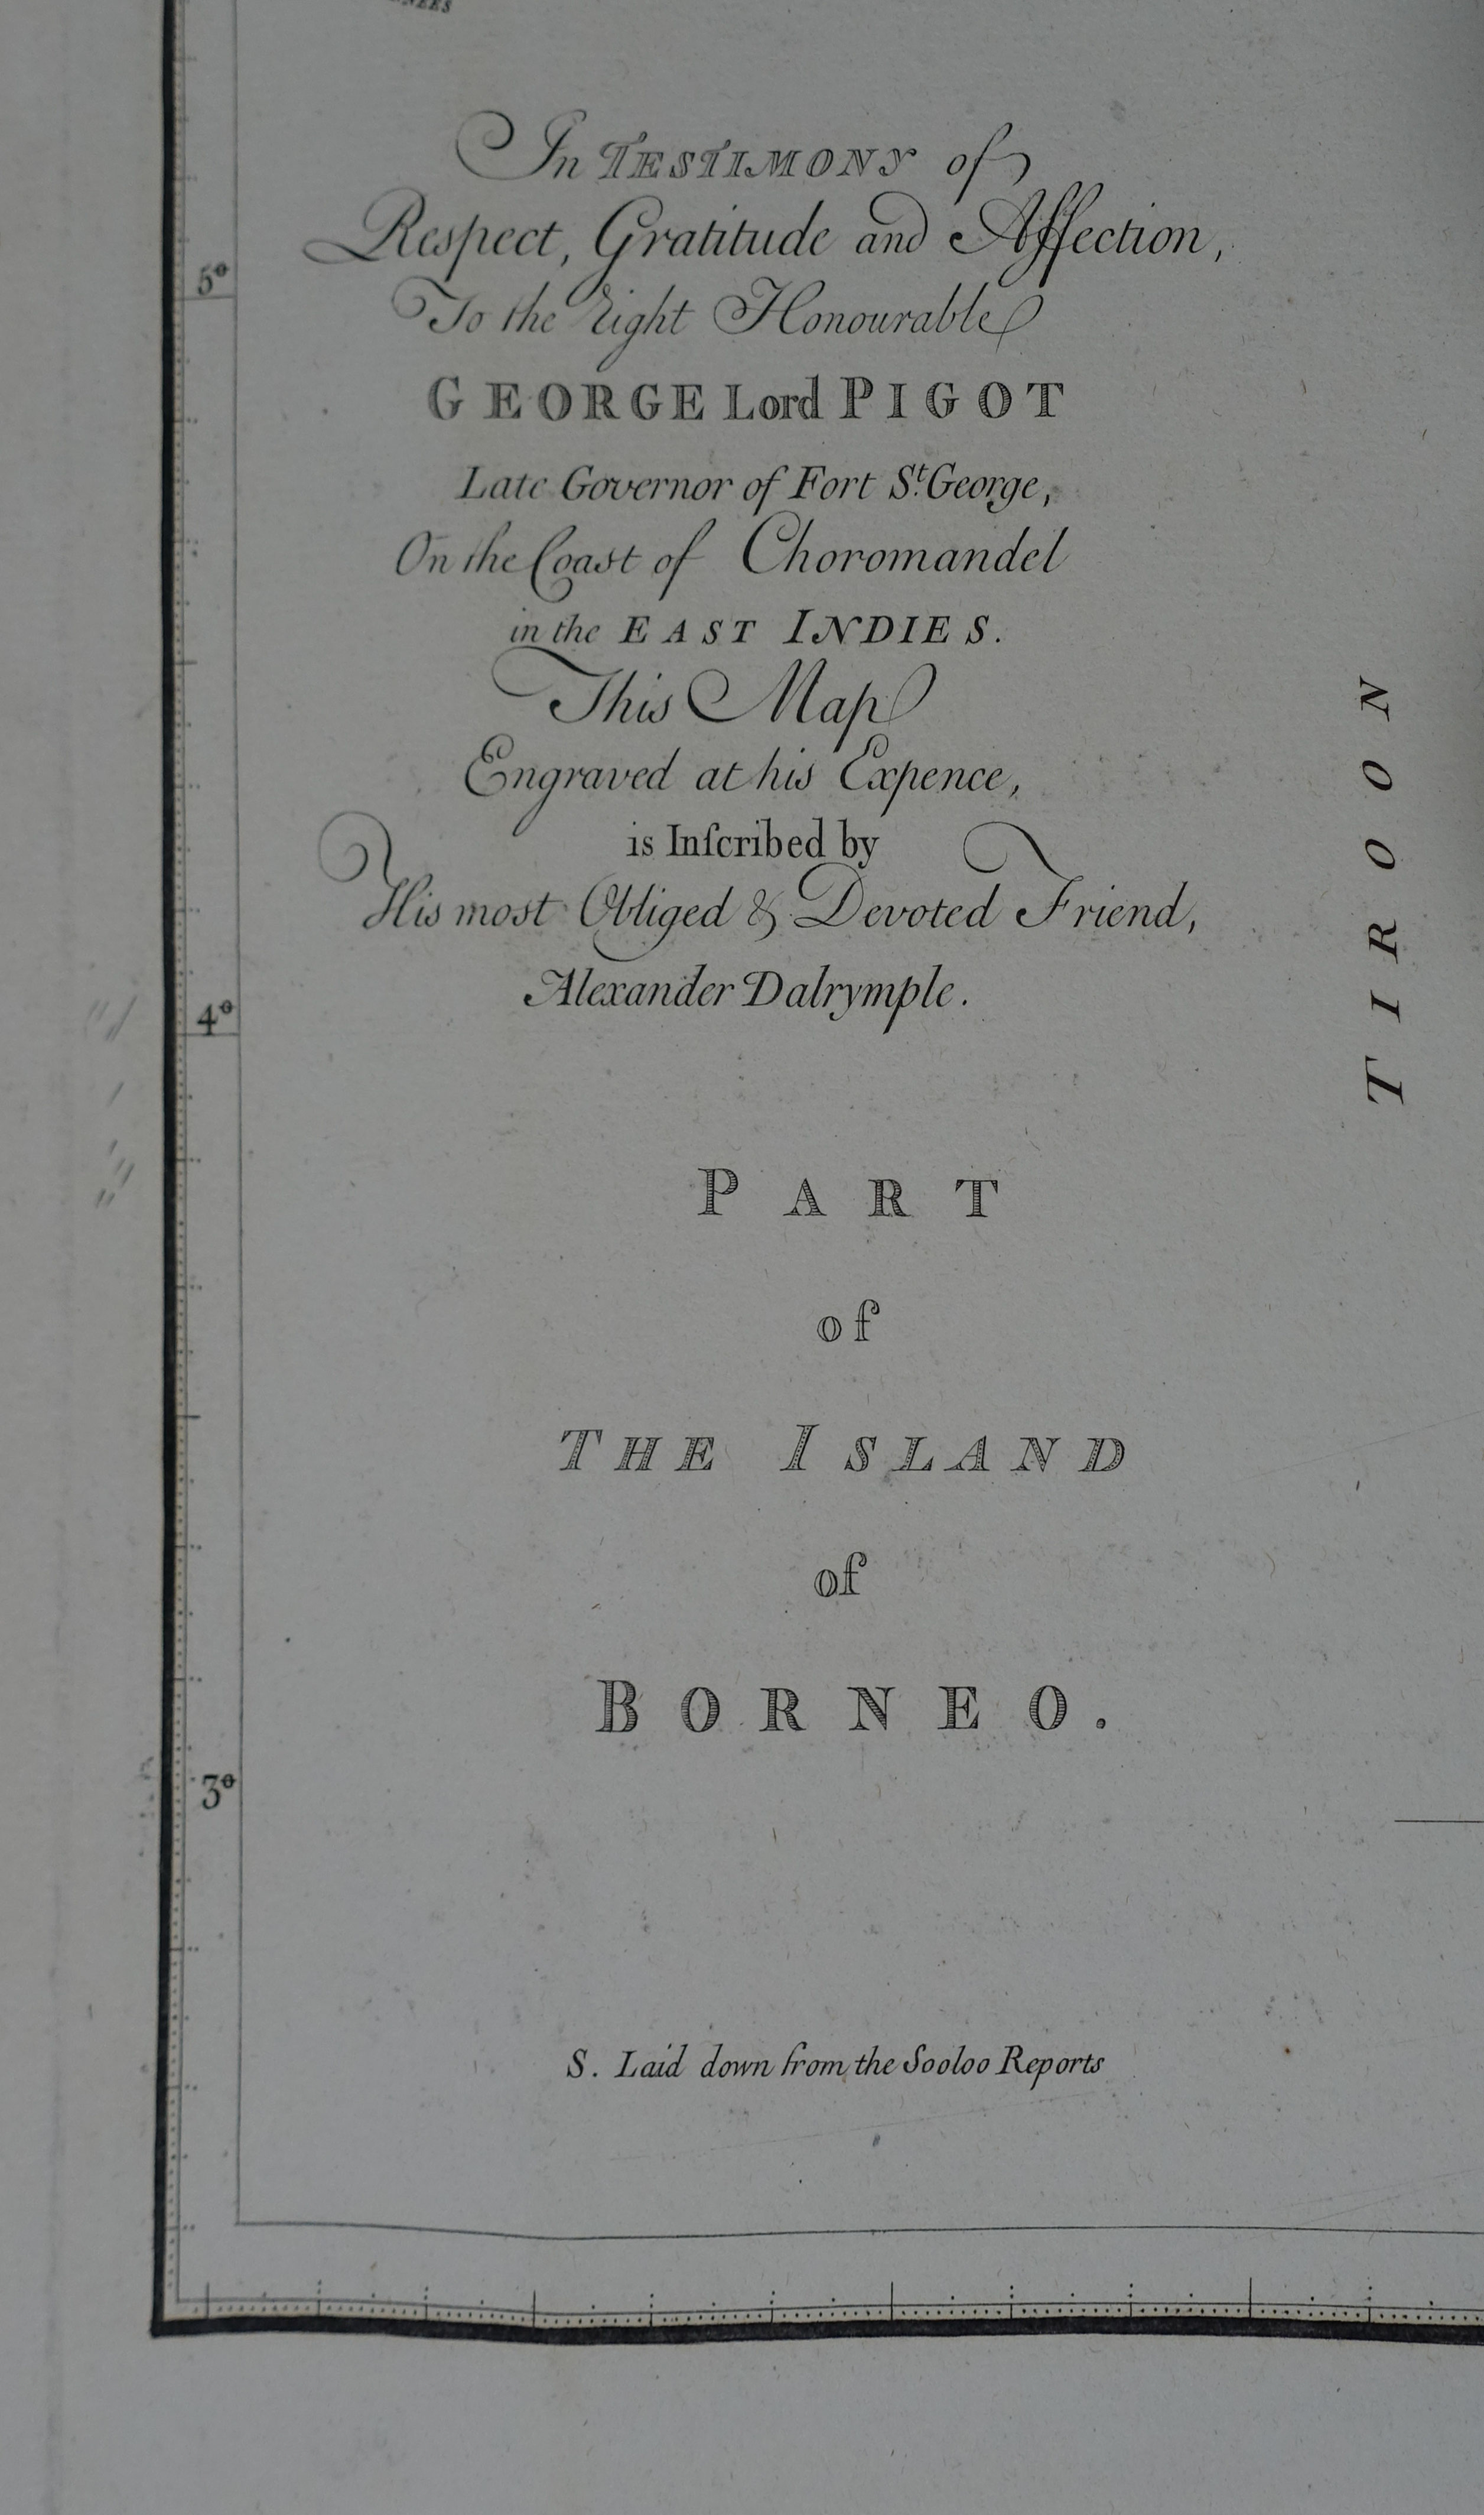 In TESTIMONY of
Respect, Gratitude and Affection,
To the Right Honourable
GEORGE Lord PIGOT
Late Governor of Fort St. George,
On the Coast of Choromandel
in the EAST INDIES.
This Map
Engraved at his Expence,
is Inſcribed by
His most Obliged & Devoted Friend,
Alexander Dalrymple.
5°
4°
3°
TIROON
PART
of
THE ISLAND
of
BORNEO.
S. Laid down from the Sooloo Reports